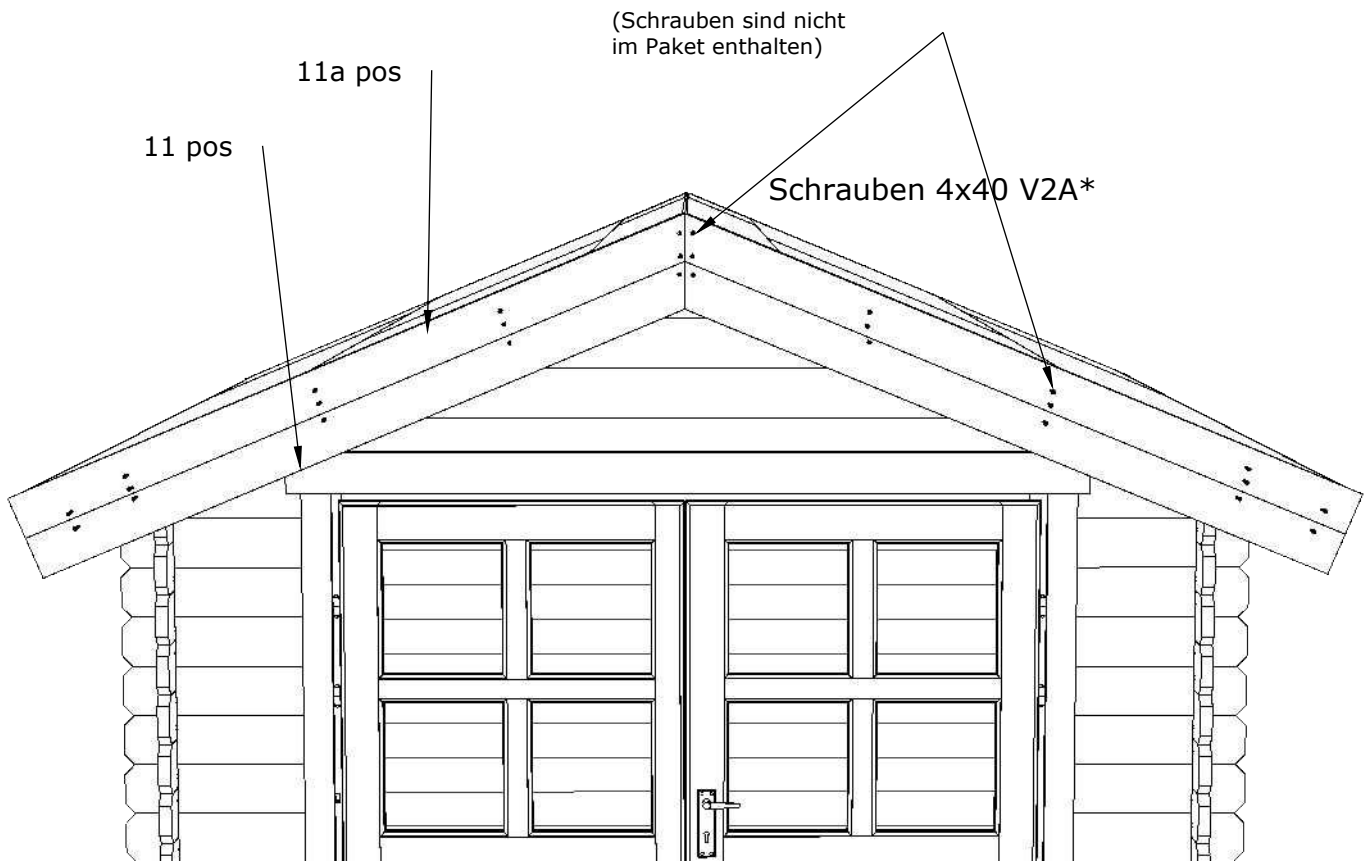 (Schrauben sind nicht
im Paket enthalten)
11a pos
11 pos
Schrauben 4x40 V2A*